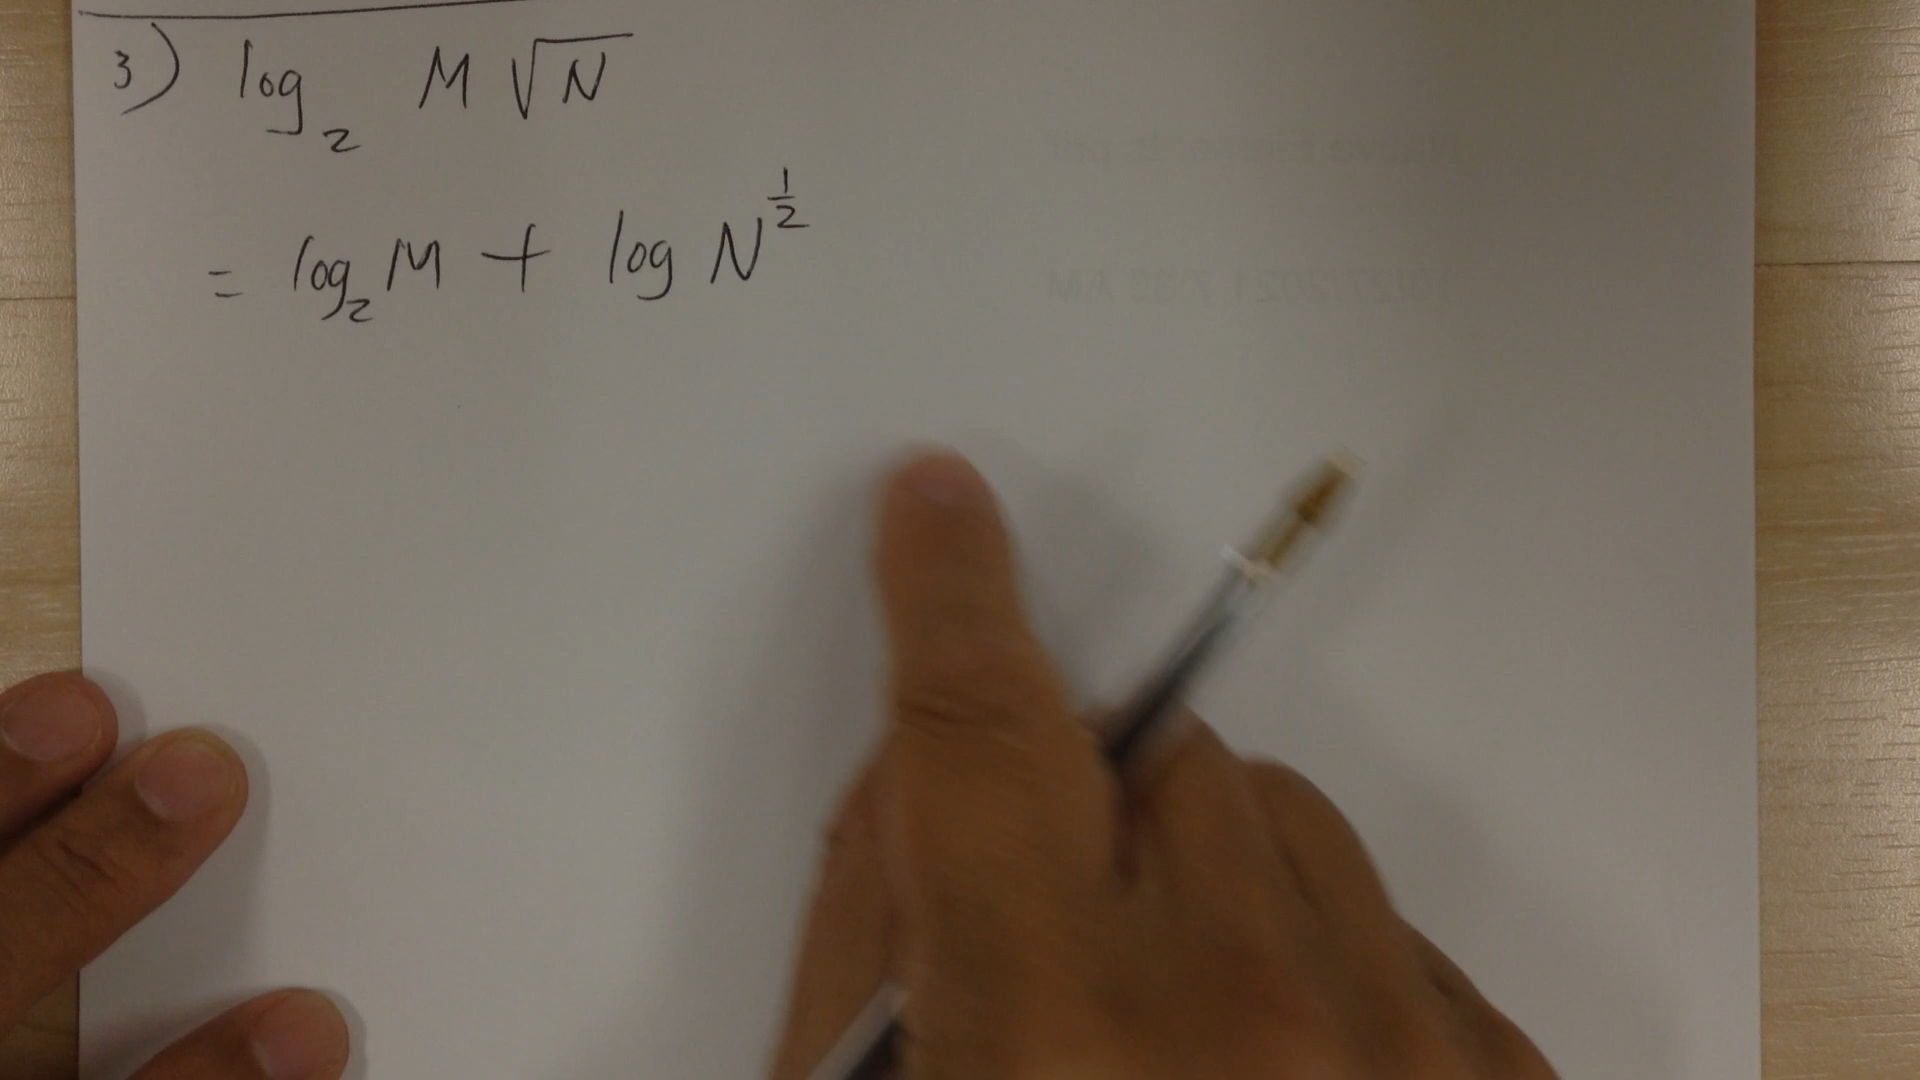 3) log₂ M√N
= log₂ M + log N^½